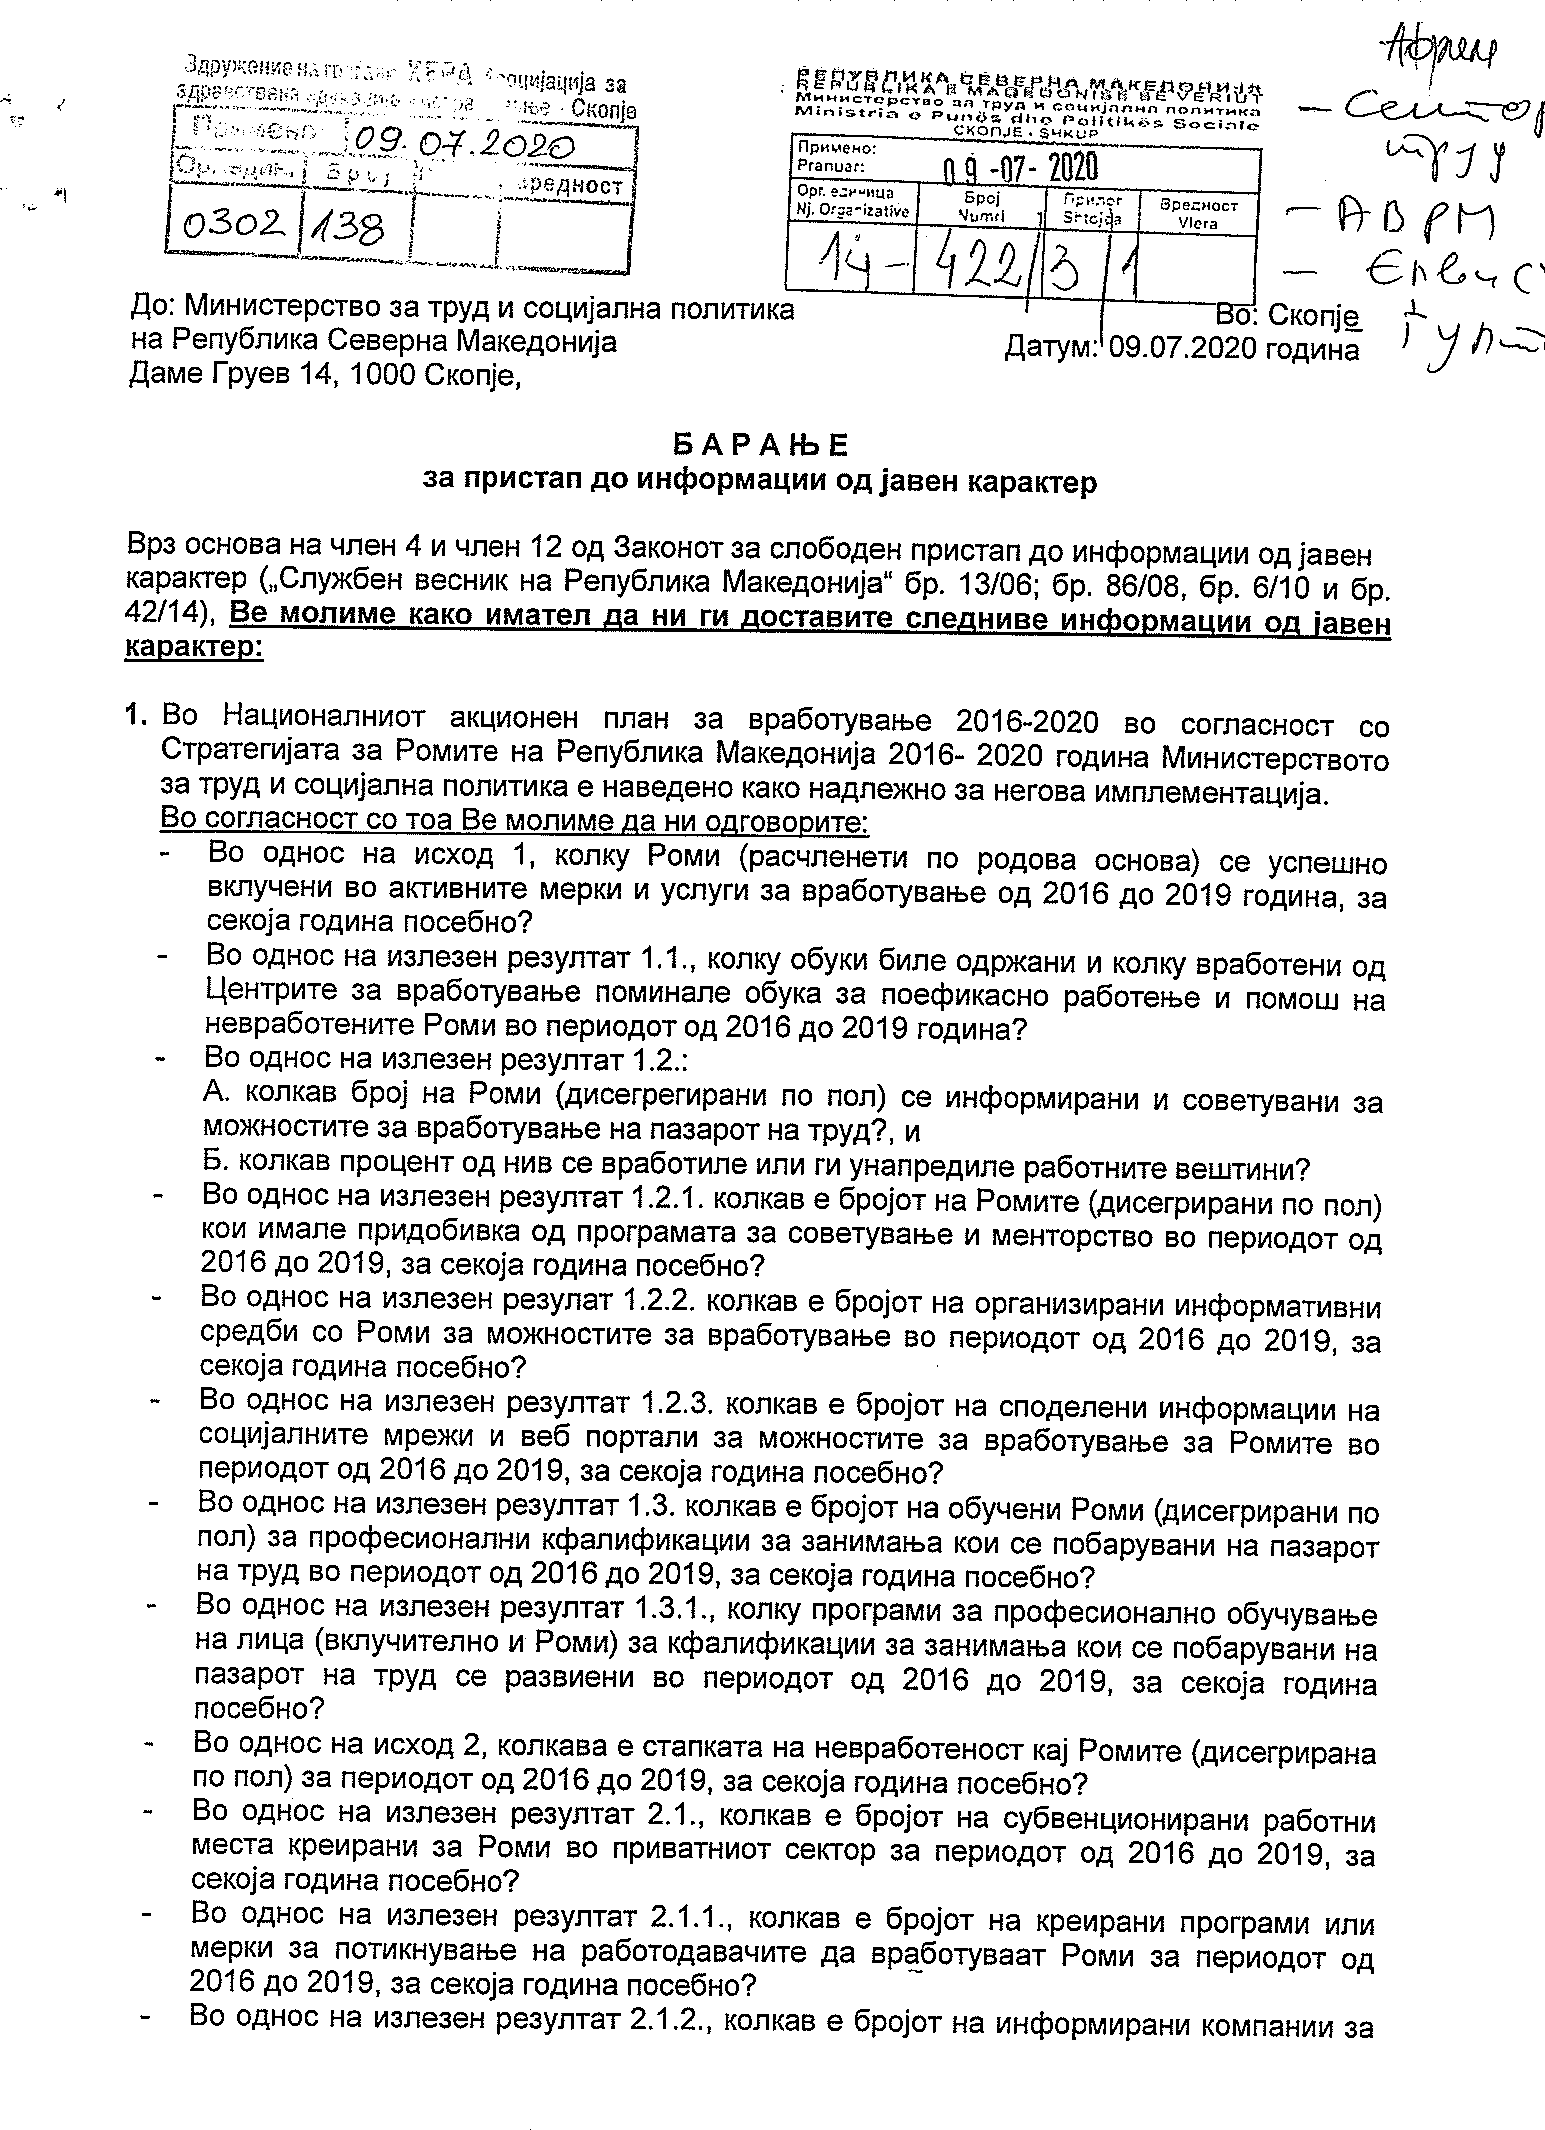 Здружение на ХЕРА Асоцијација за
Скопје
Примено: 09.07.2020
Орг. един. Број вредност
0302 138
РЕПУБЛИКА СЕВЕРНА МАКЕДОНИЈА
REPUBLIKA E MAQEDONISË SË VERIUT
Министерство за труд и социјална политика
Ministria e Punës dhe Politikës Sociale
СКОПЈЕ - SHKUP
Примено:
Pranuar: 09-07-2020
Орг. единица Број Прилог Вредност
Nj. Organizative Numri Shtojca Vlera
14- 422/3 1
- АВРМ
До: Министерство за труд и социјална политика
на Република Северна Македонија
Даме Груев 14, 1000 Скопје,
Во: Скопје
Датум: 09.07.2020 година
Б А Р А Њ Е
за пристап до информации од јавен карактер
Врз основа на член 4 и член 12 од Законот за слободен пристап до информации од јавен
карактер („Службен весник на Република Македонија“ бр. 13/06; бр. 86/08, бр. 6/10 и бр.
42/14), Ве молиме како имател да ни ги доставите следниве информации од јавен
карактер:
1. Во Националниот акционен план за вработување 2016-2020 во согласност со
Стратегијата за Ромите на Република Македонија 2016- 2020 година Министерството
за труд и социјална политика е наведено како надлежно за негова имплементација.
Во согласност со тоа Ве молиме да ни одговорите:
- Во однос на исход 1, колку Роми (расчленети по родова основа) се успешно
вклучени во активните мерки и услуги за вработување од 2016 до 2019 година, за
секоја година посебно?
- Во однос на излезен резултат 1.1., колку обуки биле одржани и колку вработени од
Центрите за вработување поминале обука за поефикасно работење и помош на
невработените Роми во периодот од 2016 до 2019 година?
- Во однос на излезен резултат 1.2.:
А. колкав број на Роми (дисегрегирани по пол) се информирани и советувани за
можностите за вработување на пазарот на труд?, и
Б. колкав процент од нив се вработиле или ги унапредиле работните вештини?
- Во однос на излезен резултат 1.2.1. колкав е бројот на Ромите (дисегрирани по пол)
кои имале придобивка од програмата за советување и менторство во периодот од
2016 до 2019, за секоја година посебно?
- Во однос на излезен резулат 1.2.2. колкав е бројот на организирани информативни
средби со Роми за можностите за вработување во периодот од 2016 до 2019, за
секоја година посебно?
- Во однос на излезен резултат 1.2.3. колкав е бројот на споделени информации на
социјалните мрежи и веб портали за можностите за вработување за Ромите во
периодот од 2016 до 2019, за секоја година посебно?
- Во однос на излезен резултат 1.3. колкав е бројот на обучени Роми (дисегрирани по
пол) за професионални кфалификации за занимања кои се побарувани на пазарот
на труд во периодот од 2016 до 2019, за секоја година посебно?
- Во однос на излезен резултат 1.3.1., колку програми за професионално обучување
на лица (вклучително и Роми) за кфалификации за занимања кои се побарувани на
пазарот на труд се развиени во периодот од 2016 до 2019, за секоја година
посебно?
- Во однос на исход 2, колкава е стапката на невработеност кај Ромите (дисегрирана
по пол) за периодот од 2016 до 2019, за секоја година посебно?
- Во однос на излезен резултат 2.1., колкав е бројот на субвенционирани работни
места креирани за Роми во приватниот сектор за периодот од 2016 до 2019, за
секоја година посебно?
- Во однос на излезен резултат 2.1.1., колкав е бројот на креирани програми или
мерки за потикнување на работодавачите да вработуваат Роми за периодот од
2016 до 2019, за секоја година посебно?
- Во однос на излезен резултат 2.1.2., колкав е бројот на информирани компании за